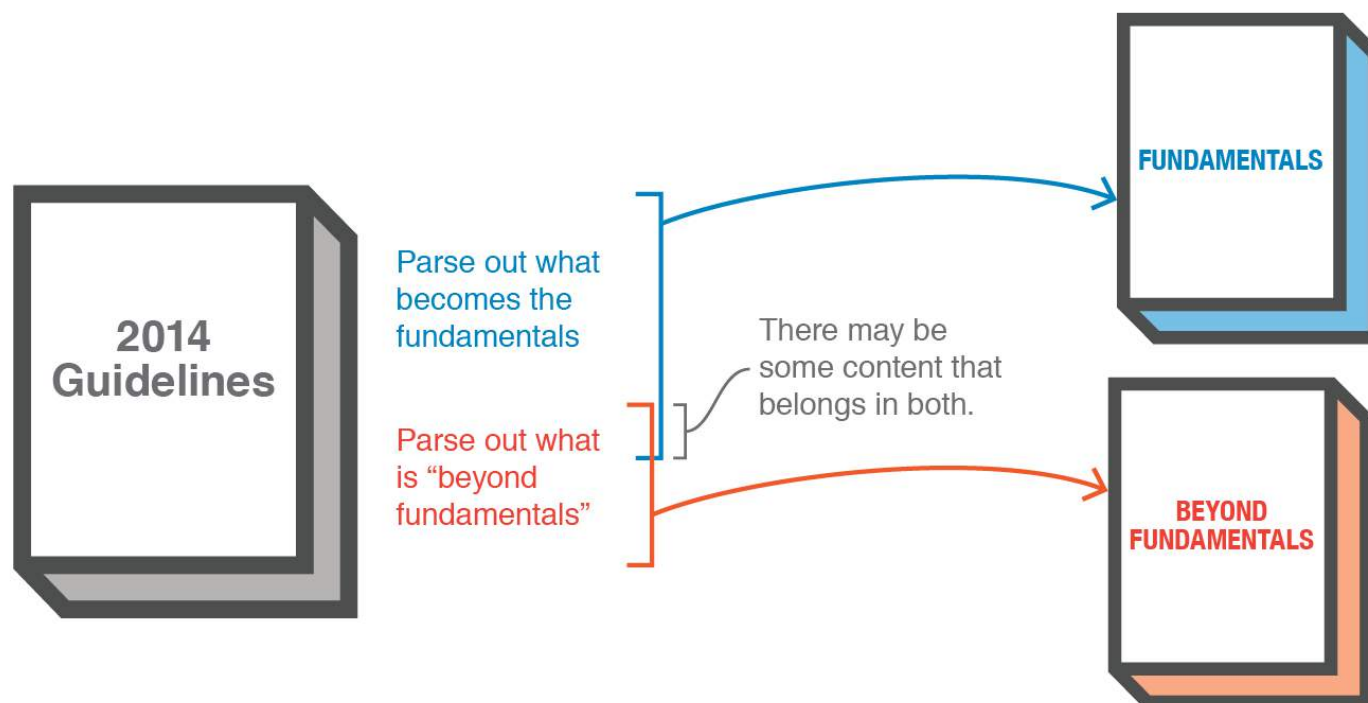 2014
Guidelines
Parse out what
becomes the
fundamentals
Parse out what
is “beyond
fundamentals”
There may be
some content that
belongs in both.
FUNDAMENTALS
BEYOND
FUNDAMENTALS